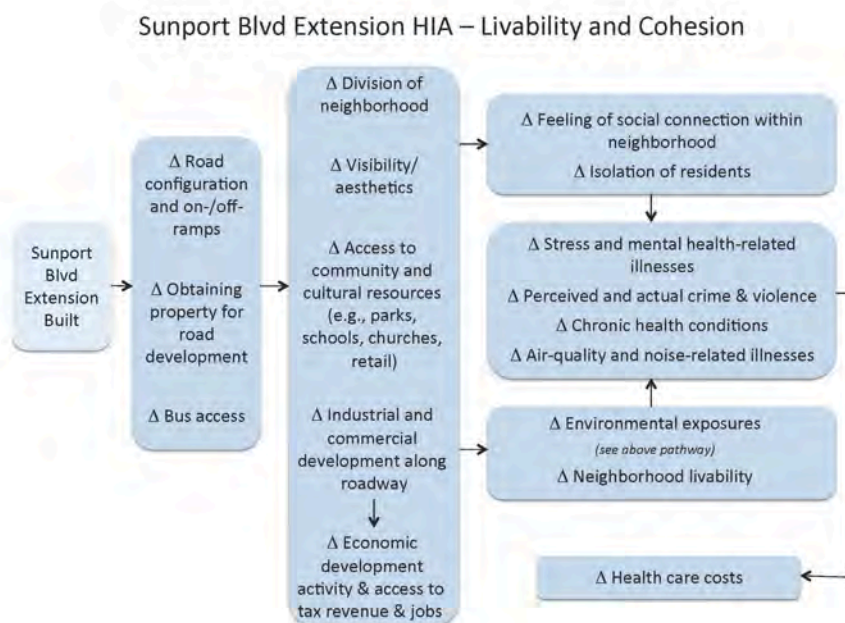 Sunport Blvd Extension HIA – Livability and Cohesion
Sunport
Blvd
Extension
Built
Δ Road
configuration
and on-/off-
ramps
Δ Obtaining
property for
road
development
Δ Bus access
Δ Division of
neighborhood
Δ Visibility/
aesthetics
Δ Access to
community and
cultural resources
(e.g., parks,
schools, churches,
retail)
Δ Industrial and
commercial
development along
roadway
Δ Economic
development
activity & access to
tax revenue & jobs
Δ Feeling of social connection within
neighborhood
Δ Isolation of residents
Δ Stress and mental health-related
illnesses
Δ Perceived and actual crime & violence
Δ Chronic health conditions
Δ Air-quality and noise-related illnesses
Δ Environmental exposures
(see above pathway)
Δ Neighborhood livability
Δ Health care costs